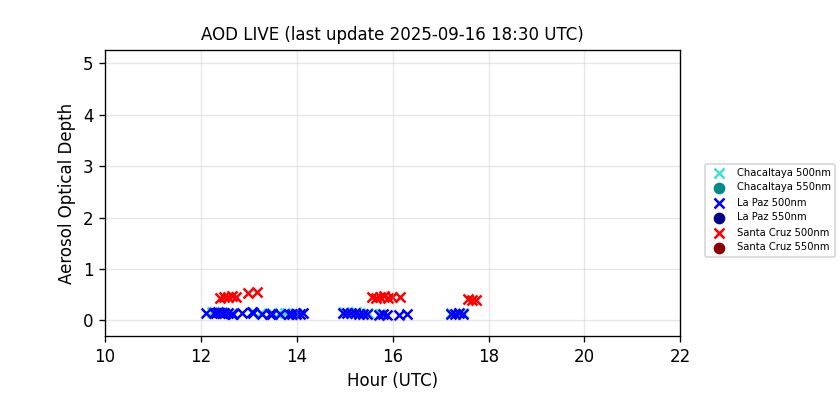 AOD LIVE (last update 2025-09-16 18:30 UTC)
Aerosol Optical Depth
5
4
3
2
1
0
10 12 14 16 18 20 22
Hour (UTC)
Chacaltaya 500nm
Chacaltaya 550nm
La Paz 500nm
La Paz 550nm
Santa Cruz 500nm
Santa Cruz 550nm